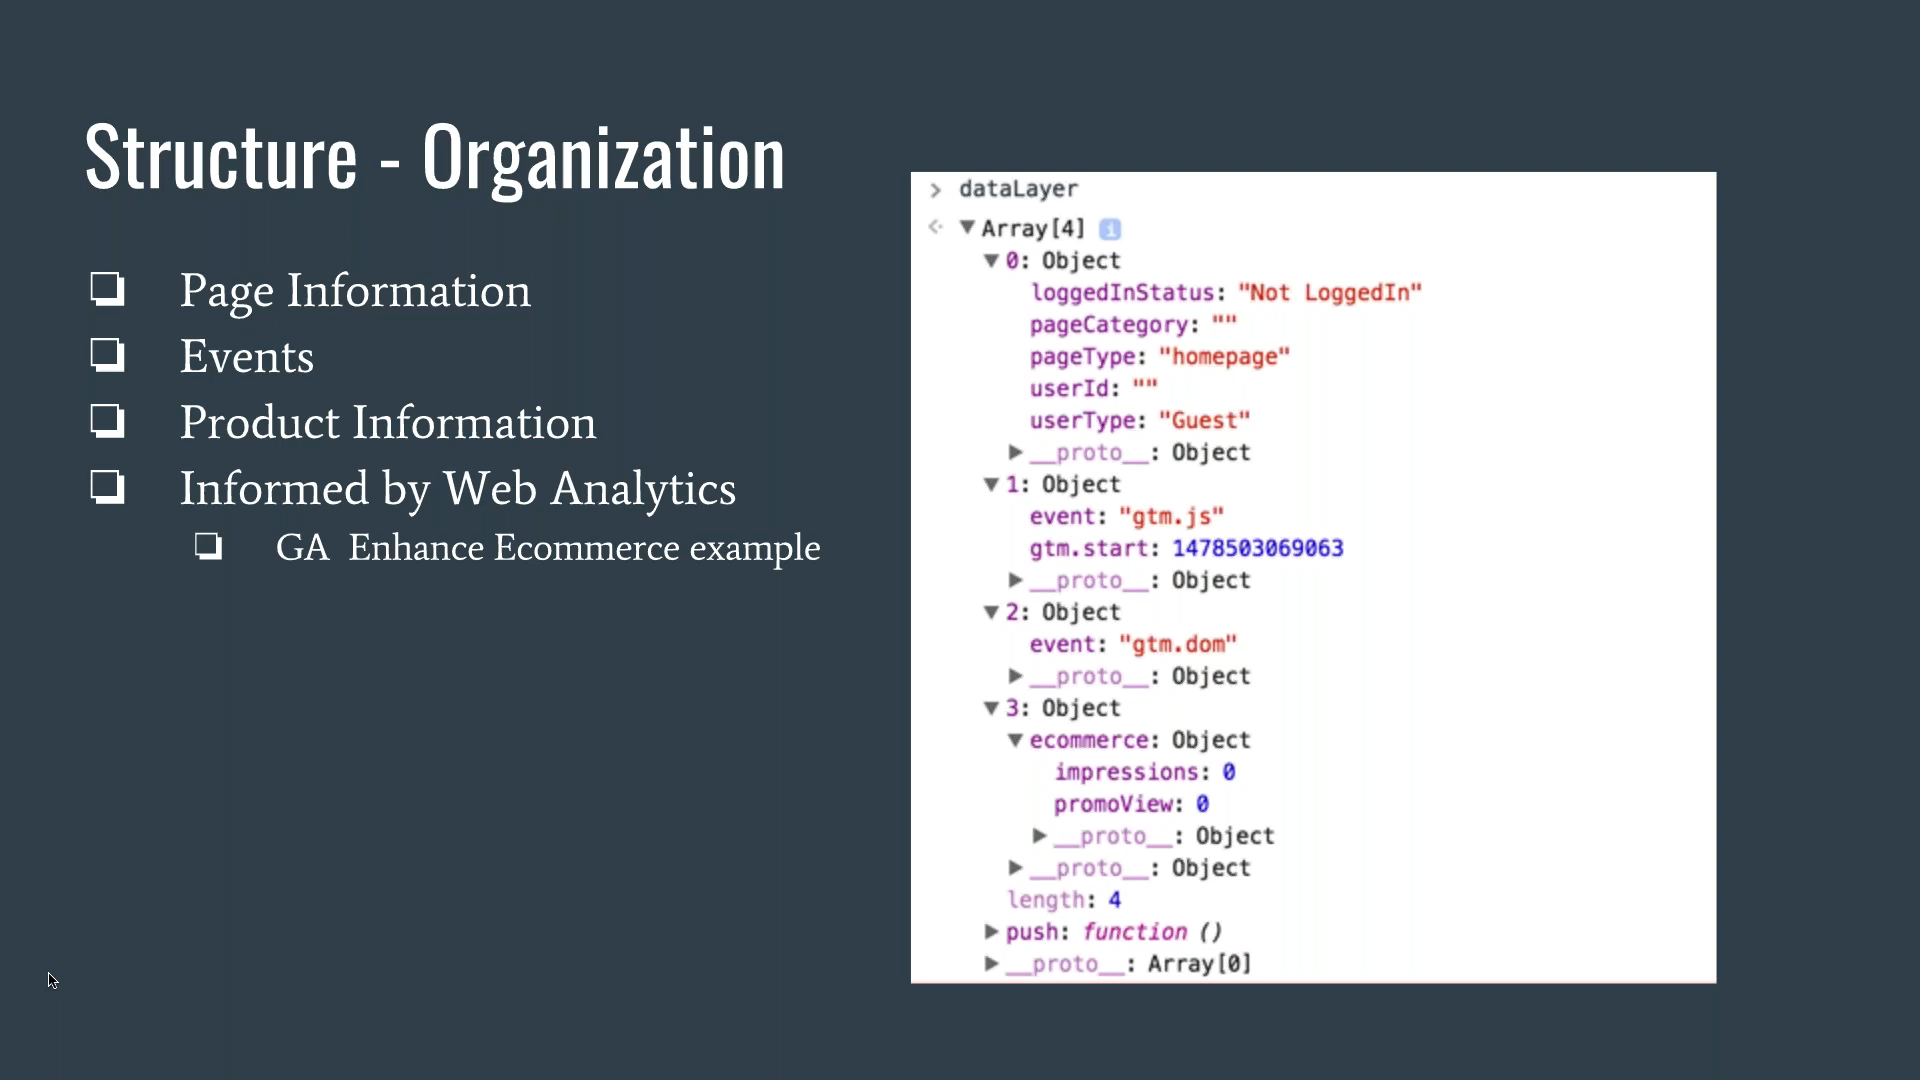 Structure - Organization
Page Information
Events
Product Information
Informed by Web Analytics
GA Enhance Ecommerce example
dataLayer
Array[4] i
0: Object
loggedInStatus: "Not LoggedIn"
pageCategory: ""
pageType: "homepage"
userId: ""
userType: "Guest"
__proto__: Object
1: Object
event: "gtm.js"
gtm.start: 1478503069063
__proto__: Object
2: Object
event: "gtm.dom"
__proto__: Object
3: Object
ecommerce: Object
impressions: 0
promoView: 0
__proto__: Object
__proto__: Object
length: 4
push: function ()
__proto__: Array[0]